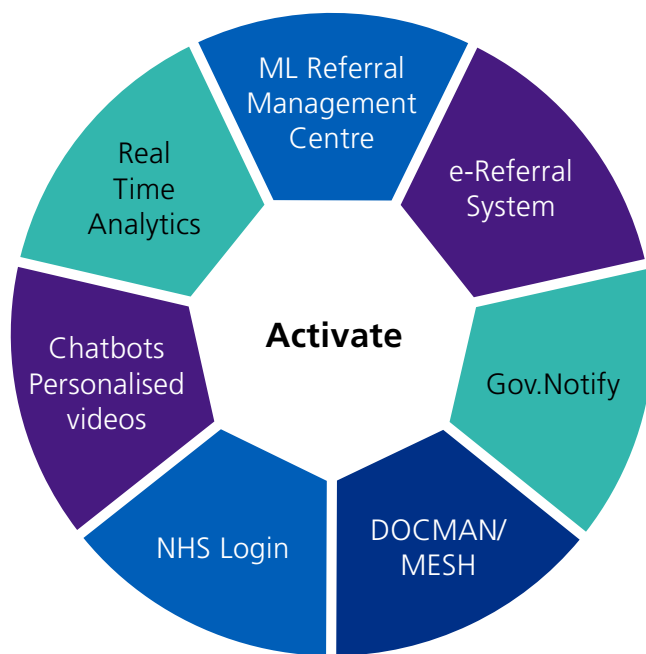 ML Referral
Management
Centre
e-Referral
System
Gov.Notify
DOCMAN/
MESH
NHS Login
Chatbots
Personalised
videos
Real
Time
Analytics
Activate